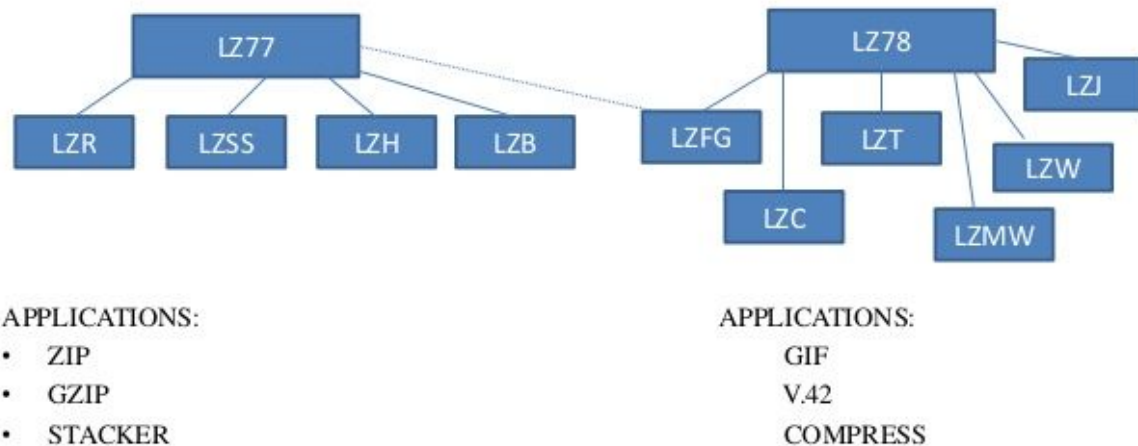 LZ77
LZ78
LZJ
LZR
LZSS
LZH
LZB
LZFG
LZT
LZW
LZC
LZMW
APPLICATIONS:
• ZIP
• GZIP
• STACKER
APPLICATIONS:
GIF
V.42
COMPRESS